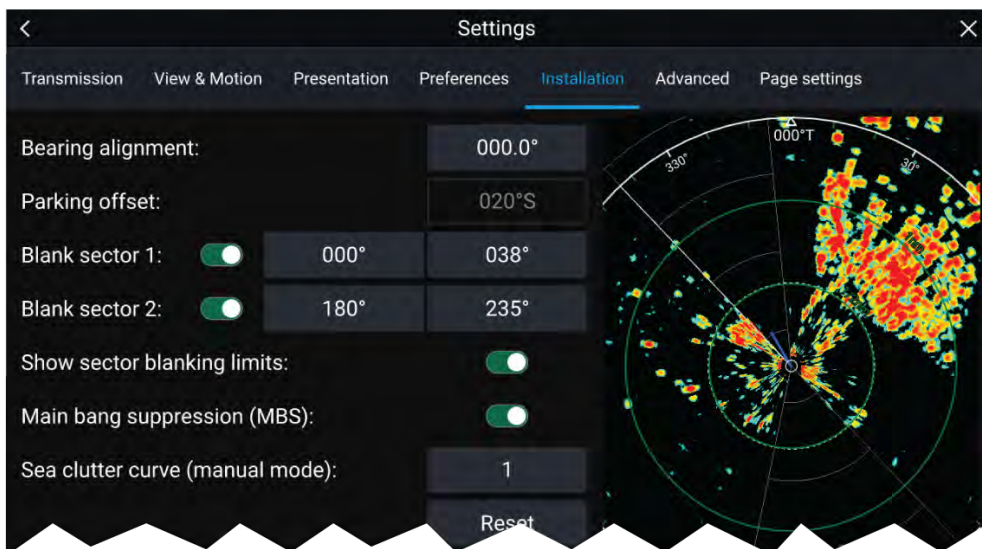 Settings
Transmission View & Motion Presentation Preferences Installation Advanced Page settings
Bearing alignment: 000.0°
Parking offset: 020°S
Blank sector 1: 000° 038°
Blank sector 2: 180° 235°
Show sector blanking limits:
Main bang suppression (MBS):
Sea clutter curve (manual mode): 1
Reset
000°T
330°
30°